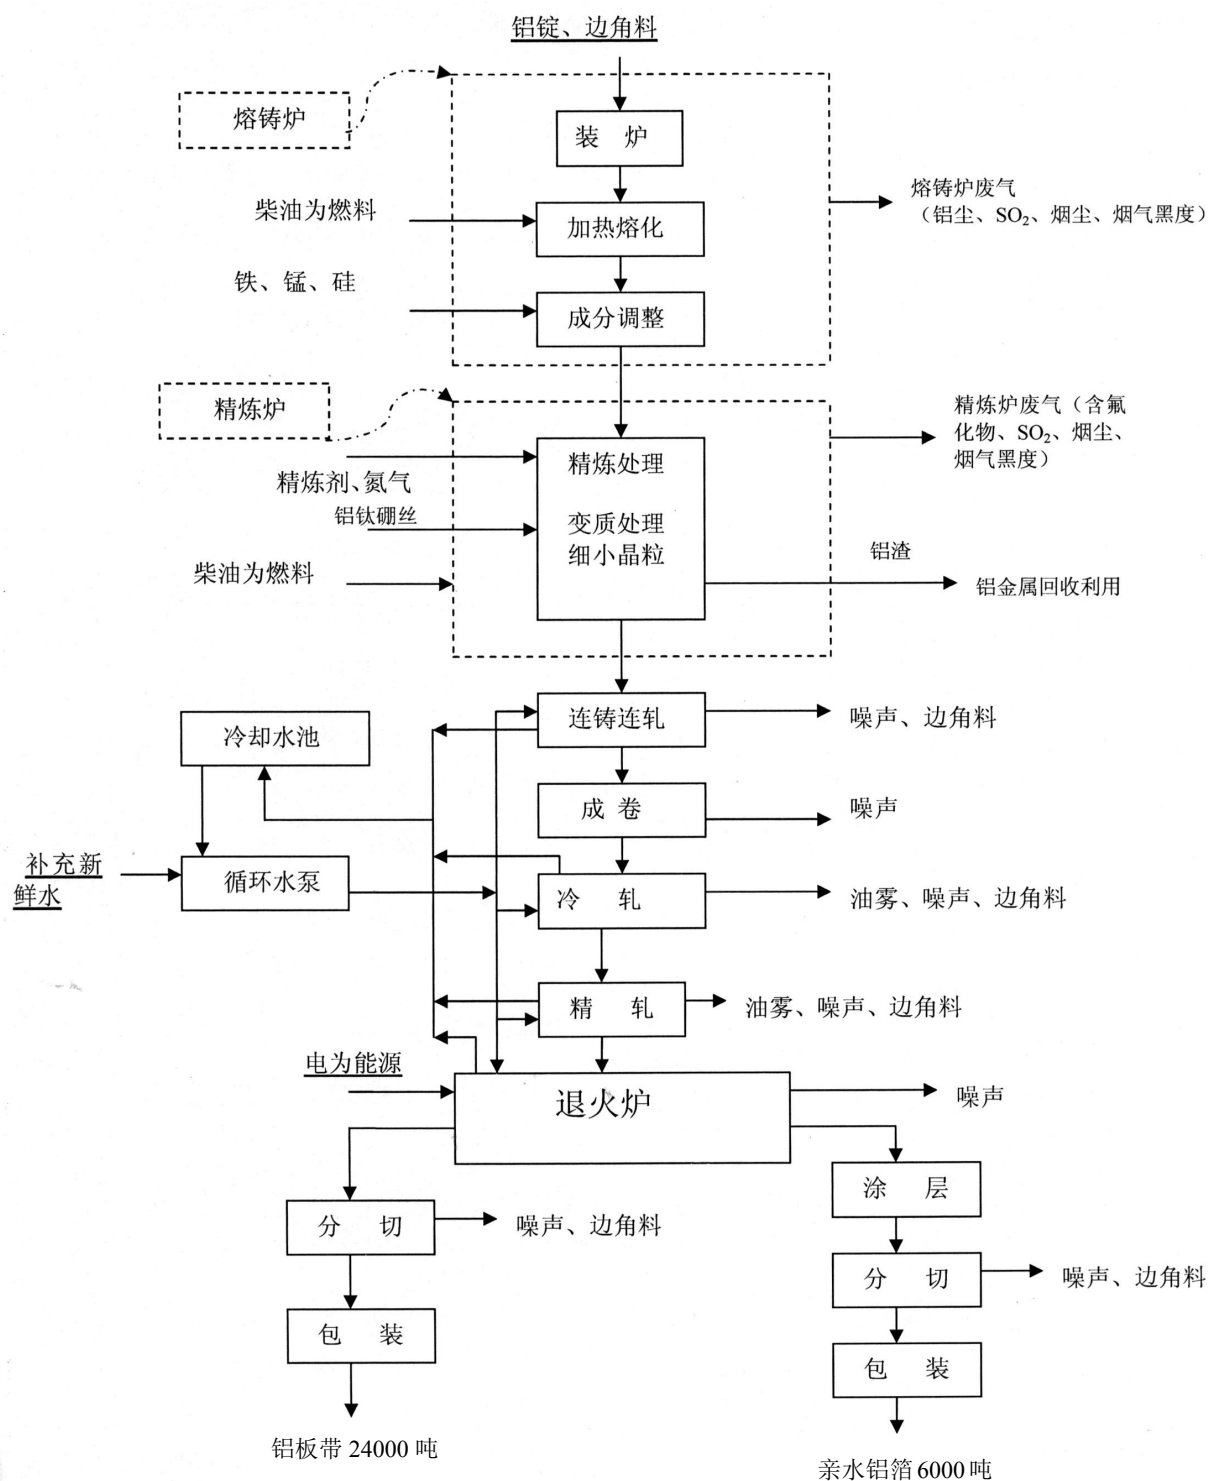 铝锭、边角料
熔铸炉
装 炉
熔铸炉废气
（铝尘、SO₂、烟尘、烟气黑度）
柴油为燃料
加热熔化
铁、锰、硅
成分调整
精炼炉
精炼炉废气（含氟
化物、SO₂、烟尘、
烟气黑度）
精炼处理
精炼剂、氮气
铝钛硼丝
变质处理
细小晶粒
铝渣
柴油为燃料
铝金属回收利用
连铸连轧
噪声、边角料
冷却水池
成 卷
噪声
补充新
鲜水
循环水泵
冷 轧
油雾、噪声、边角料
精 轧
油雾、噪声、边角料
电为能源
退火炉
噪声
涂 层
分 切
噪声、边角料
分 切
噪声、边角料
包 装
包 装
铝板带 24000 吨
亲水铝箔 6000 吨